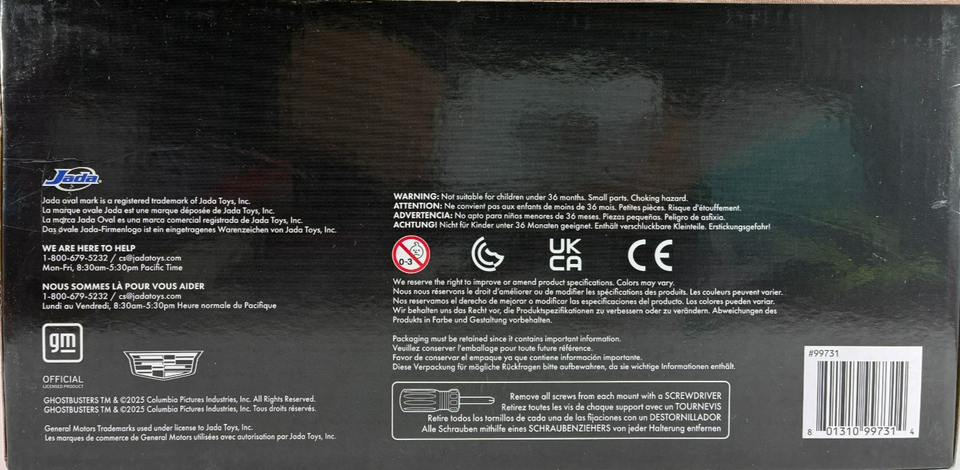 Jada
Jada oval mark is a registered trademark of Jada Toys, Inc.
La marque ovale Jada est une marque déposée de Jada Toys, Inc.
La marca Jada Oval es una marca comercial registrada de Jada Toys, Inc.
Das ovale Jada-Firmenlogo ist ein eingetragenes Warenzeichen von Jada Toys, Inc.
WE ARE HERE TO HELP
1-800-679-5232 / cs@jadatoys.com
Mon-Fri, 8:30am-5:30pm Pacific Time
NOUS SOMMES LÀ POUR VOUS AIDER
1-800-679-5232 / cs@jadatoys.com
Lundi au Vendredi, 8:30am-5:30pm Heure normale du Pacifique
gm
OFFICIAL
LICENSED PRODUCT
GHOSTBUSTERS TM & ©2025 Columbia Pictures Industries, Inc. All Rights Reserved.
GHOSTBUSTERS TM & ©2025 Columbia Pictures Industries, Inc. Tous droits réservés.
General Motors Trademarks used under license to Jada Toys, Inc.
Les marques de commerce de General Motors utilisées avec autorisation par Jada Toys, Inc.
WARNING: Not suitable for children under 36 months. Small parts. Choking hazard.
ATTENTION: Ne convient pas aux enfants de moins de 36 mois. Petites pièces. Risque d'étouffement.
ADVERTENCIA: No apto para niños menores de 36 meses. Piezas pequeñas. Peligro de asfixia.
ACHTUNG! Nicht für Kinder unter 36 Monaten geeignet. Enthält verschluckbare Kleinteile. Erstickungsgefahr!
0-3
UK
CA
CE
We reserve the right to improve or amend product specifications. Colors may vary.
Nous nous réservons le droit d'améliorer ou de modifier les spécifications des produits. Les couleurs peuvent varier.
Nos reservamos el derecho de mejorar o modificar las especificaciones del producto. Los colores pueden variar.
Wir behalten uns das Recht vor, die Produktspezifikationen zu verbessern oder zu verändern. Abweichungen des
Produkts in Farbe und Gestaltung vorbehalten.
Packaging must be retained since it contains important information.
Veuillez conserver l'emballage pour toute future référence.
Favor de conservar el empaque ya que contiene información importante.
Diese Verpackung für mögliche Rückfragen bitte aufbewahren, da sie wichtige Informationen enthält.
Remove all screws from each mount with a SCREWDRIVER
Retirez toutes les vis de chaque support avec un TOURNEVIS
Retire todos los tornillos de cada una de las fijaciones con un DESTORNILLADOR
Alle Schrauben mithilfe eines SCHRAUBENZIEHERS von jeder Halterung entfernen
#99731
8 01310 99731 4